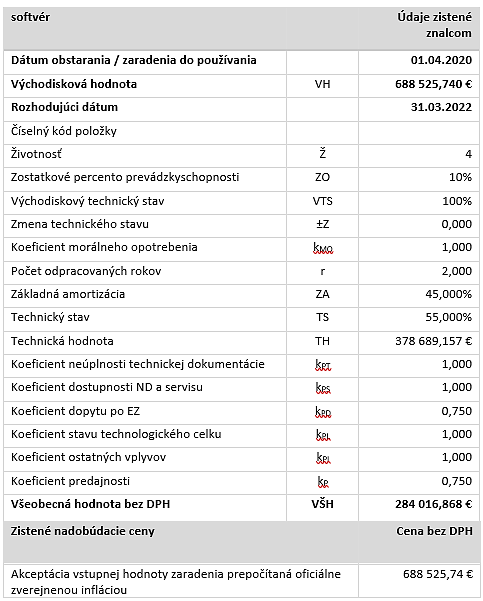 softvér Údaje zistené
znalcom
Dátum obstarania / zaradenia do používania 01.04.2020
Východisková hodnota VH 688 525,740 €
Rozhodujúci dátum 31.03.2022
Číselný kód položky
Životnosť Ž 4
Zostatkové percento prevádzkyschopnosti ZO 10%
Východiskový technický stav VTS 100%
Zmena technického stavu ±Z 0,000
Koeficient morálneho opotrebenia kMO 1,000
Počet odpracovaných rokov r 2,000
Základná amortizácia ZA 45,000%
Technický stav TS 55,000%
Technická hodnota TH 378 689,157 €
Koeficient neúplnosti technickej dokumentácie kPT 1,000
Koeficient dostupnosti ND a servisu kPS 1,000
Koeficient dopytu po EZ kPD 0,750
Koeficient stavu technologického celku kPL 1,000
Koeficient ostatných vplyvov kPI 1,000
Koeficient predajnosti kP 0,750
Všeobecná hodnota bez DPH VŠH 284 016,868 €
Zistené nadobúdacie ceny Cena bez DPH
Akceptácia vstupnej hodnoty zaradenia prepočítaná oficiálne 688 525,74 €
zverejnenou infláciou